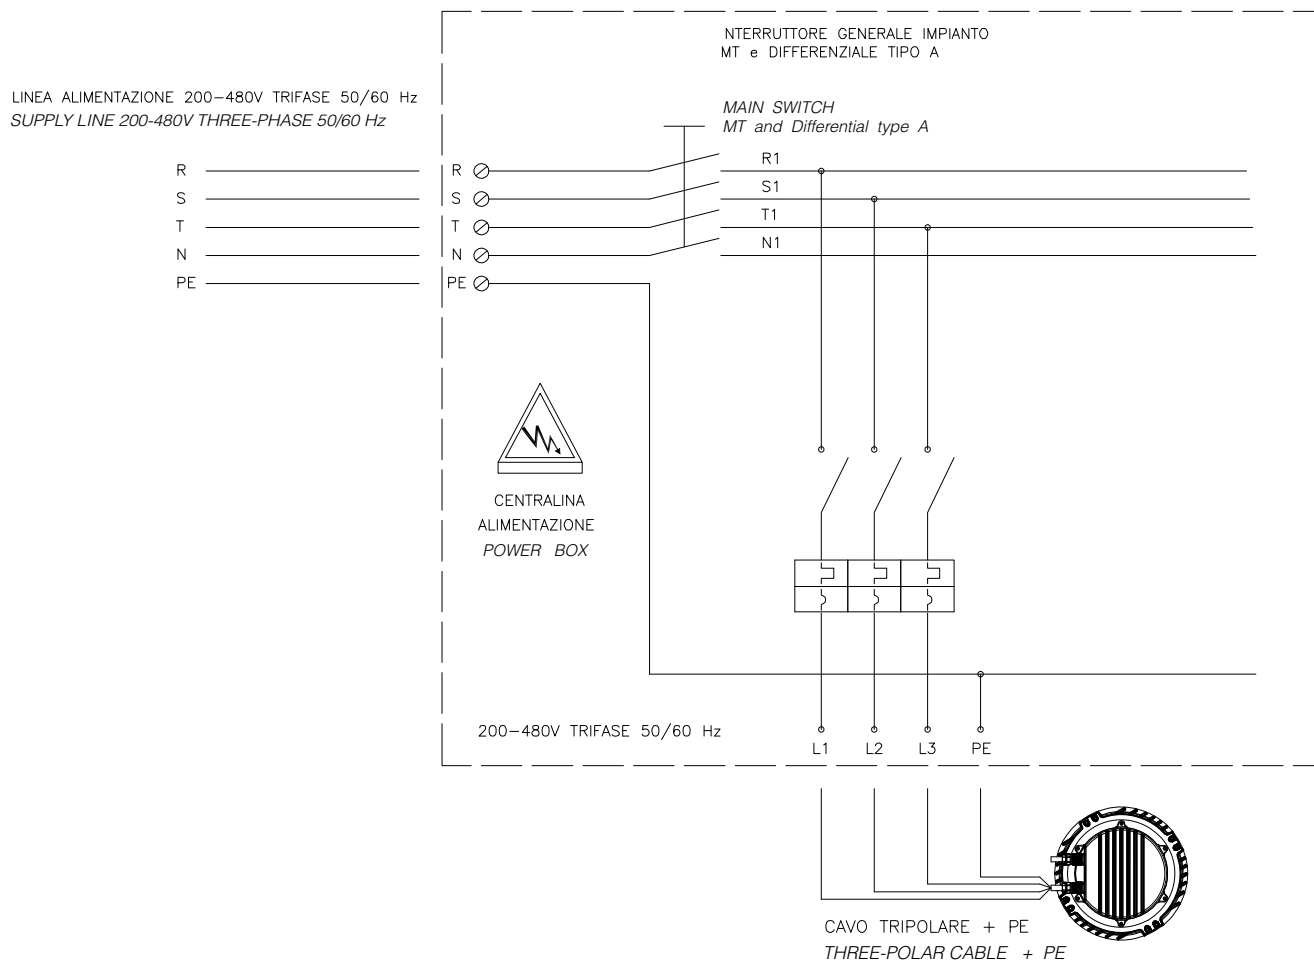 NTERRUTTORE GENERALE IMPIANTO
MT e DIFFERENZIALE TIPO A
LINEA ALIMENTAZIONE 200-480V TRIFASE 50/60 Hz
SUPPLY LINE 200-480V THREE-PHASE 50/60 Hz
MAIN SWITCH
MT and Differential type A
R R R1
S S S1
T T T1
N N N1
PE PE
CENTRALINA
ALIMENTAZIONE
POWER BOX
200-480V TRIFASE 50/60 Hz
L1 L2 L3 PE
CAVO TRIPOLARE + PE
THREE-POLAR CABLE + PE